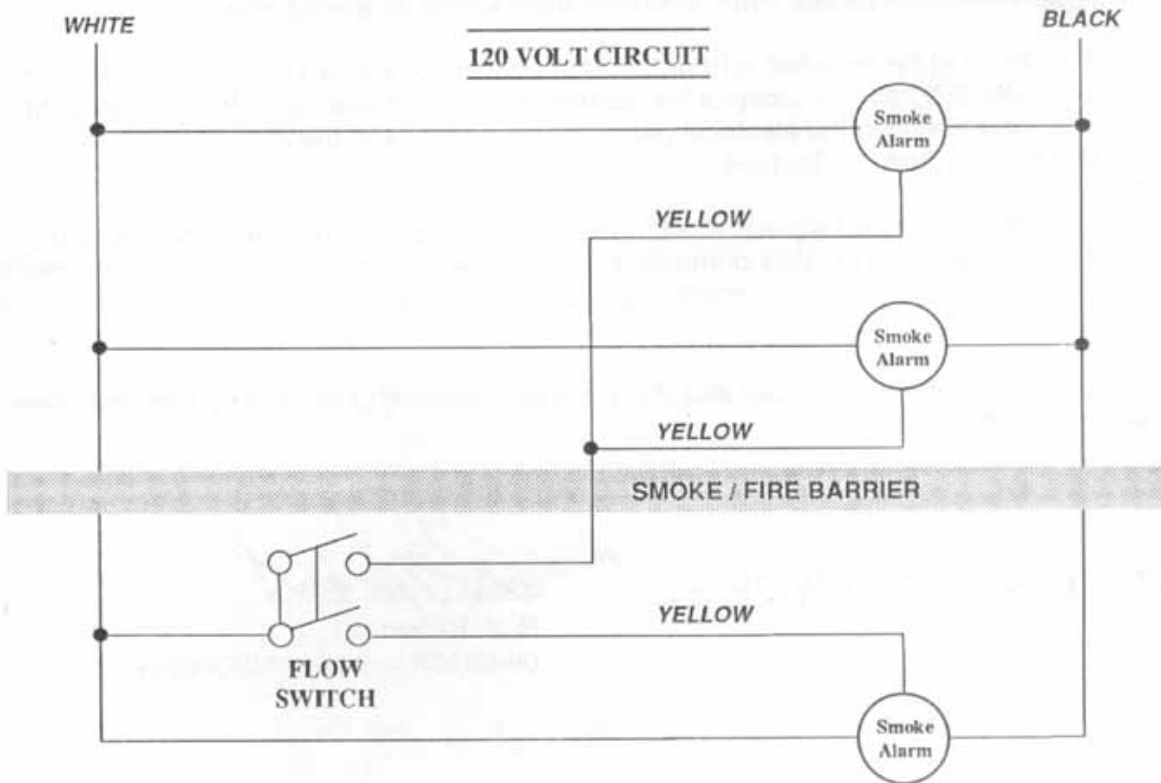 WHITE
BLACK
120 VOLT CIRCUIT
Smoke
Alarm
YELLOW
Smoke
Alarm
YELLOW
SMOKE / FIRE BARRIER
YELLOW
FLOW
SWITCH
Smoke
Alarm